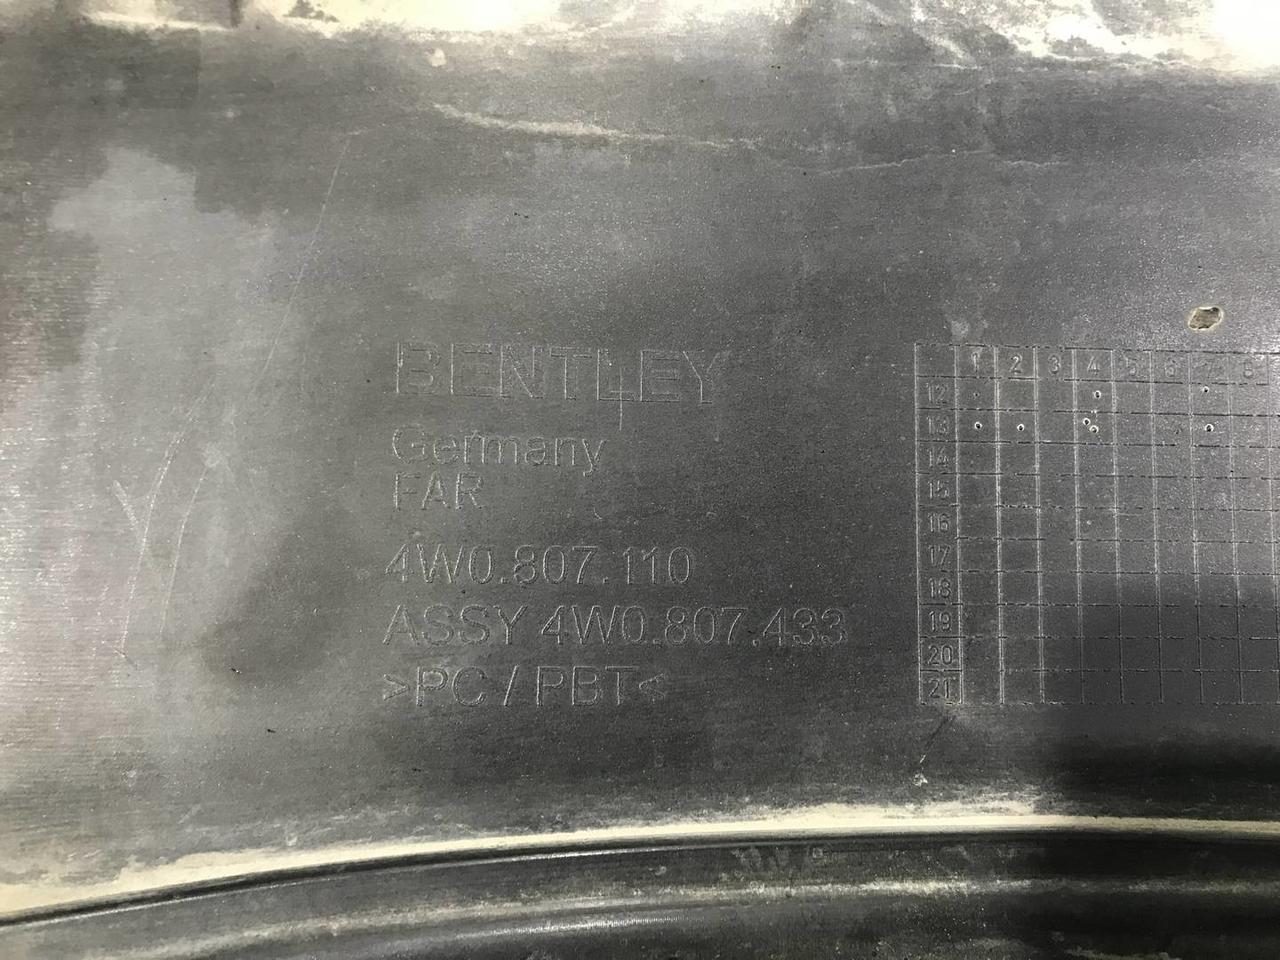 BENTLEY
Germany
FAR
4W0.807.110
ASSY 4W0.807.433
>PC / PBT<
1 2 3 4 5 6 7 8
12
13
14
15
16
17
18
19
20
21